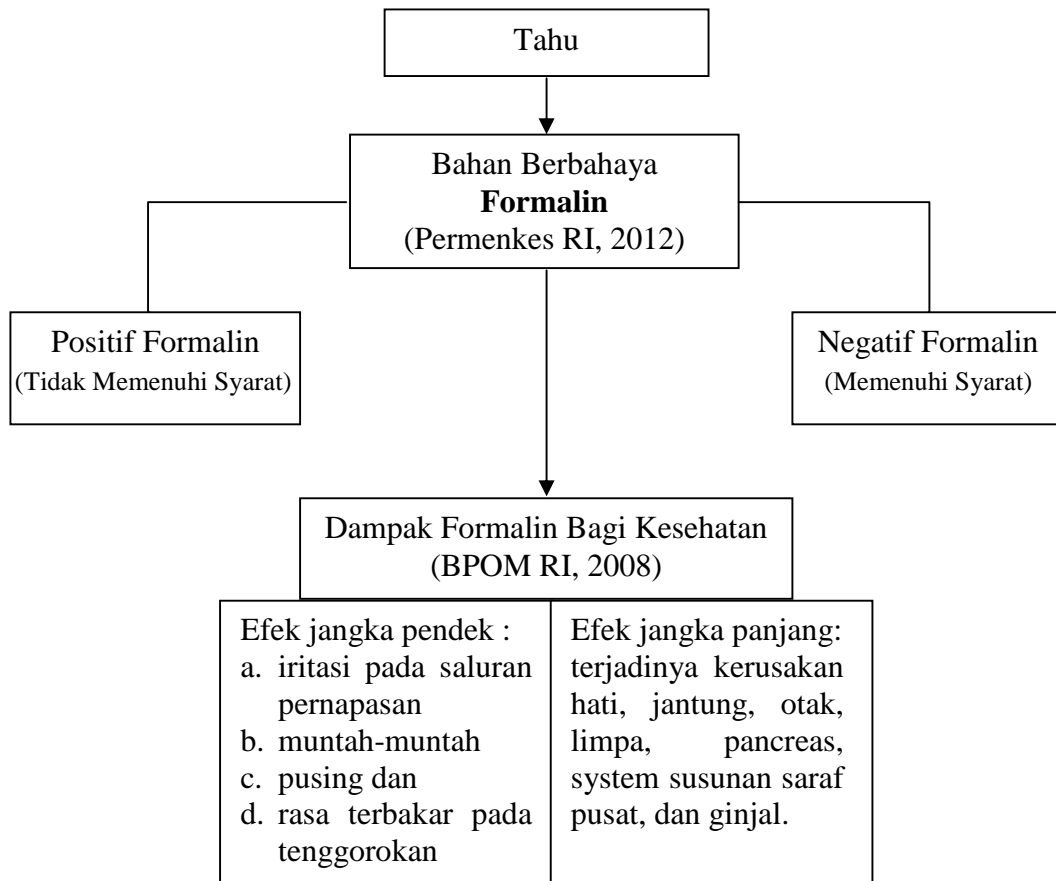 Tahu
Bahan Berbahaya
Formalin
(Permenkes RI, 2012)
Positif Formalin
(Tidak Memenuhi Syarat)
Negatif Formalin
(Memenuhi Syarat)
Dampak Formalin Bagi Kesehatan
(BPOM RI, 2008)
Efek jangka pendek :
a. iritasi pada saluran
pernapasan
b. muntah-muntah
c. pusing dan
d. rasa terbakar pada
tenggorokan
Efek jangka panjang:
terjadinya kerusakan
hati, jantung, otak,
limpa, pancreas,
system susunan saraf
pusat, dan ginjal.